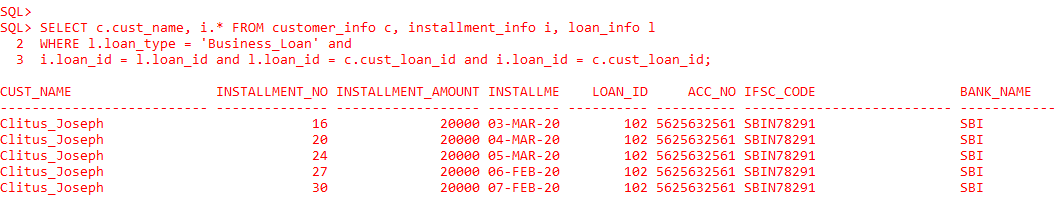 SQL>
SQL> SELECT c.cust_name, i.* FROM customer_info c, installment_info i, loan_info l
  2  WHERE l.loan_type = 'Business_Loan' and
  3  i.loan_id = l.loan_id and l.loan_id = c.cust_loan_id and i.loan_id = c.cust_loan_id;
CUST_NAME                  INSTALLMENT_NO INSTALLMENT_AMOUNT INSTALLME    LOAN_ID     ACC_NO IFSC_CODE                  BANK_NAME
-------------------------- -------------- ------------------ --------- ---------- ---------- -------------------------- ------------
Clitus_Joseph                          16              20000 03-MAR-20        102 5625632561 SBIN78291                  SBI
Clitus_Joseph                          20              20000 04-MAR-20        102 5625632561 SBIN78291                  SBI
Clitus_Joseph                          24              20000 05-MAR-20        102 5625632561 SBIN78291                  SBI
Clitus_Joseph                          27              20000 06-FEB-20        102 5625632561 SBIN78291                  SBI
Clitus_Joseph                          30              20000 07-FEB-20        102 5625632561 SBIN78291                  SBI